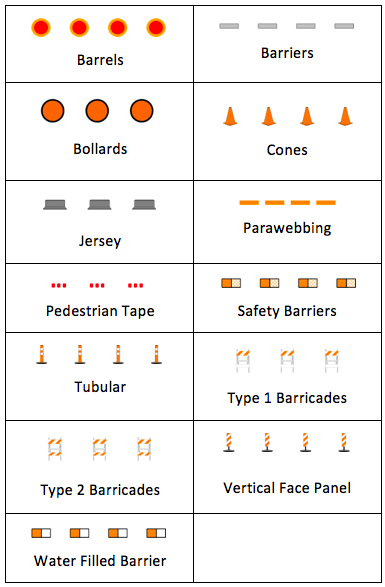 Barrels
Barriers
Bollards
Cones
Jersey
Parawebbing
Pedestrian Tape
Safety Barriers
Tubular
Type 1 Barricades
Type 2 Barricades
Vertical Face Panel
Water Filled Barrier